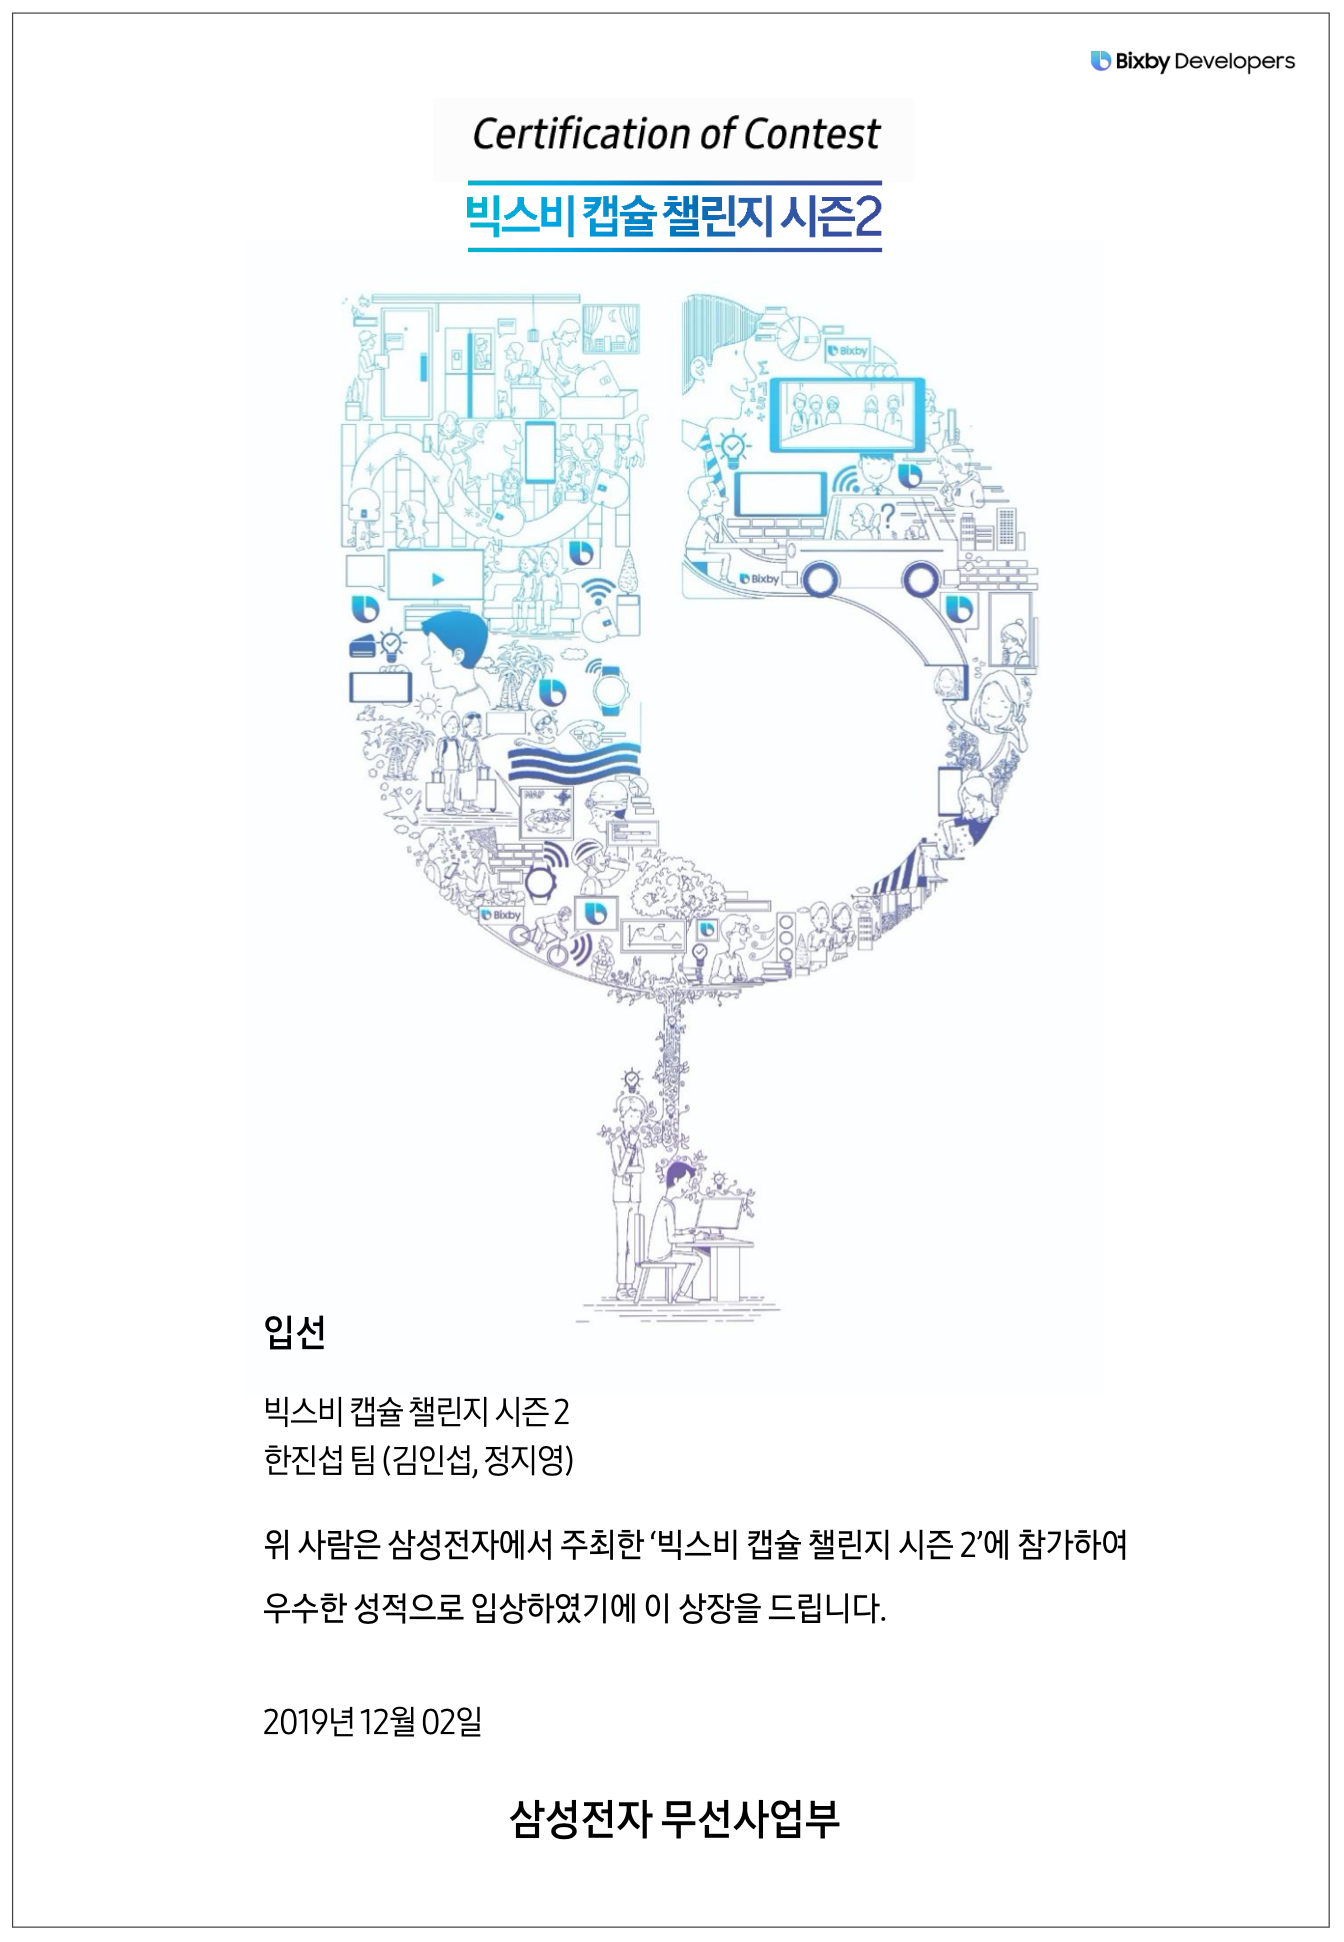 Bixby Developers
Certification of Contest
빅스비 캡슐 챌린지 시즌2
Bixby
?
Bixby
MAP
Bixby
입선
빅스비 캡슐 챌린지 시즌 2
한진섭 팀 (김인섭, 정지영)
위 사람은 삼성전자에서 주최한 ‘빅스비 캡슐 챌린지 시즌 2’에 참가하여
우수한 성적으로 입상하였기에 이 상장을 드립니다.
2019년 12월 02일
삼성전자 무선사업부